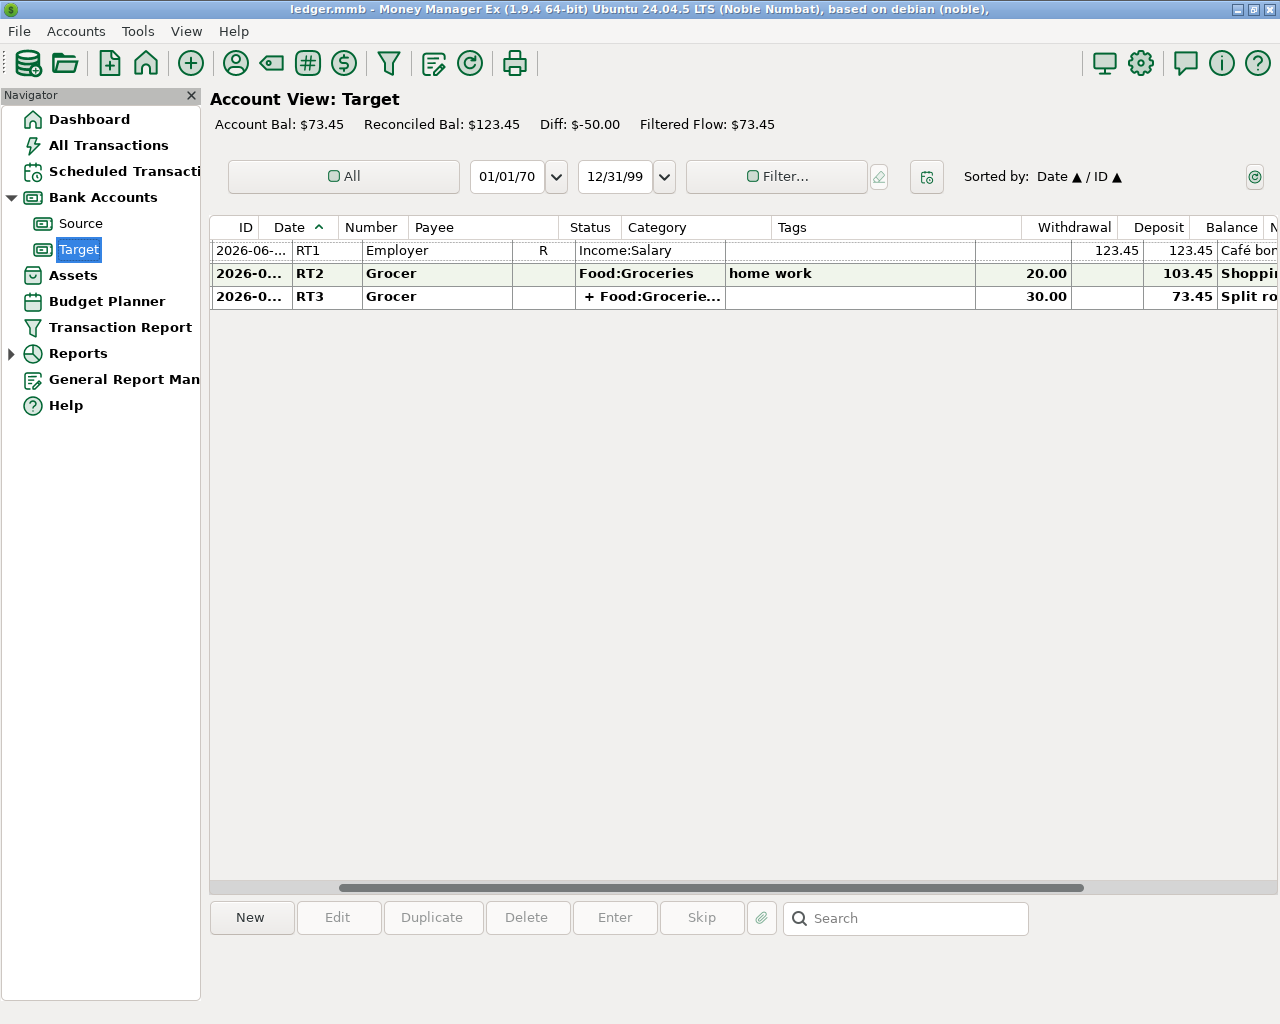 ledger.mmb - Money Manager Ex (1.9.4 64-bit) Ubuntu 24.04.5 LTS (Noble Numbat), based on debian (noble),
File Accounts Tools View Help
Navigator
Dashboard
All Transactions
Scheduled Transacti
Bank Accounts
Source
Target
Assets
Budget Planner
Transaction Report
Reports
General Report Man
Help
Account View: Target
Account Bal: $73.45 Reconciled Bal: $123.45 Diff: $-50.00 Filtered Flow: $73.45
All 01/01/70 12/31/99 Filter... Sorted by: Date ▲ / ID ▲
ID Date Number Payee Status Category Tags Withdrawal Deposit Balance N
2026-06-... RT1 Employer R Income:Salary 123.45 123.45 Café bon
2026-0... RT2 Grocer Food:Groceries home work 20.00 103.45 Shoppin
2026-0... RT3 Grocer + Food:Grocerie... 30.00 73.45 Split ro
New Edit Duplicate Delete Enter Skip Search